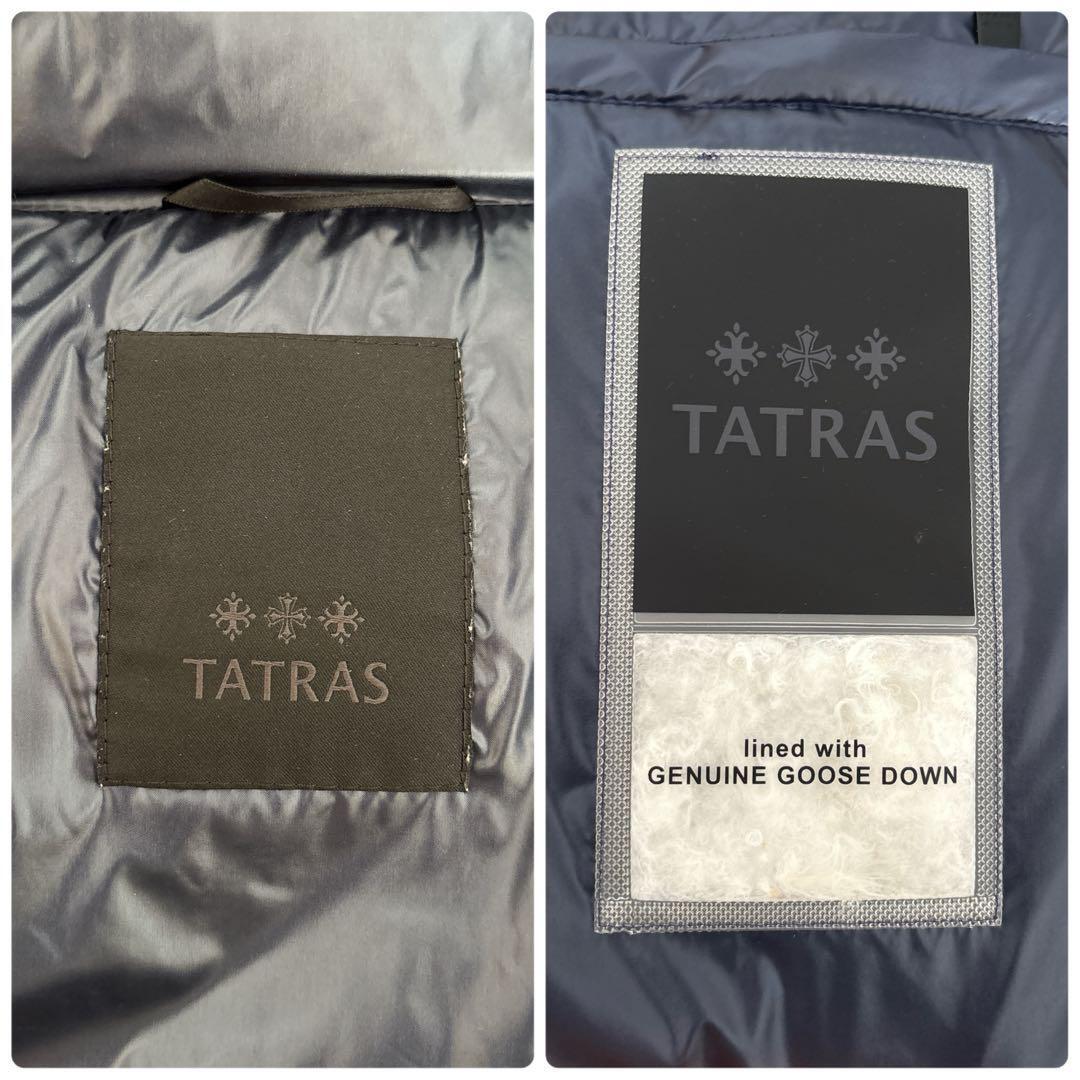 TATRAS
TATRAS
lined with
GENUINE GOOSE DOWN